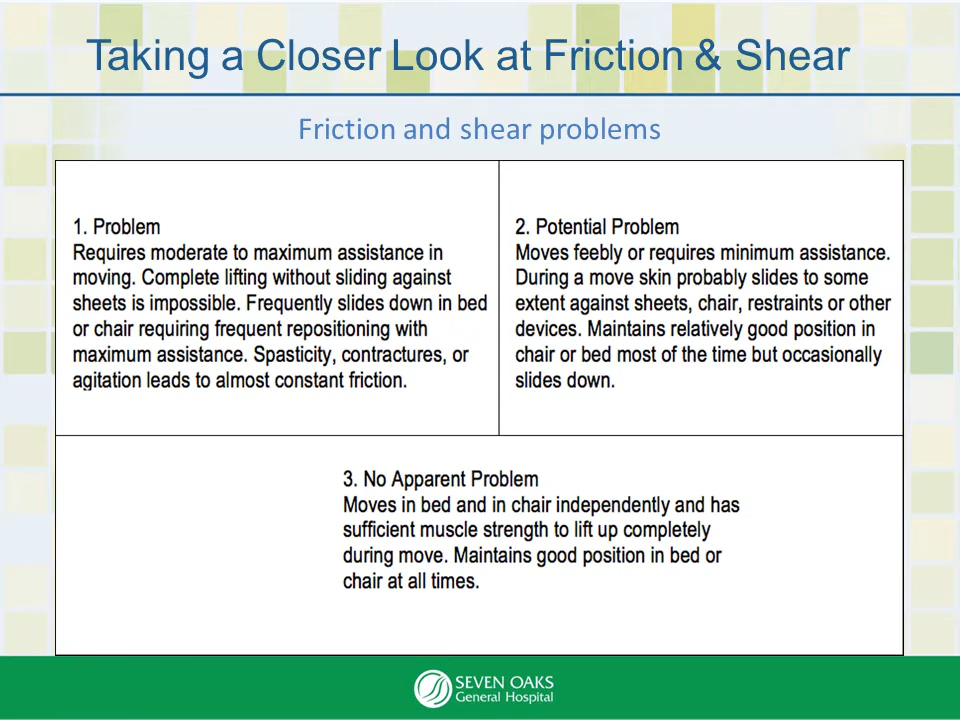 Taking a Closer Look at Friction & Shear
Friction and shear problems
1. Problem
Requires moderate to maximum assistance in
moving. Complete lifting without sliding against
sheets is impossible. Frequently slides down in bed
or chair requiring frequent repositioning with
maximum assistance. Spasticity, contractures, or
agitation leads to almost constant friction.
2. Potential Problem
Moves feebly or requires minimum assistance.
During a move skin probably slides to some
extent against sheets, chair, restraints or other
devices. Maintains relatively good position in
chair or bed most of the time but occasionally
slides down.
3. No Apparent Problem
Moves in bed and in chair independently and has
sufficient muscle strength to lift up completely
during move. Maintains good position in bed or
chair at all times.
SEVEN OAKS
General Hospital